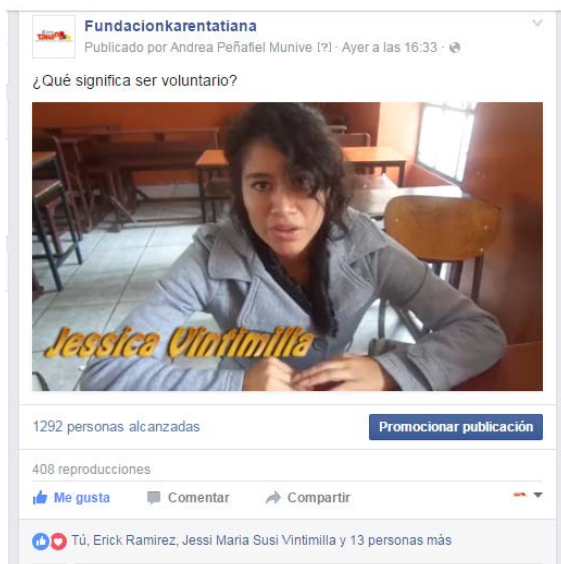 Fundacionkarentatiana
Publicado por Andrea Peñafiel Munive [?] · Ayer a las 16:33 ·
¿Qué significa ser voluntario?
Jessica Vintimilla
1292 personas alcanzadas
Promocionar publicación
408 reproducciones
Me gusta Comentar Compartir
Tú, Erick Ramirez, Jessi Maria Susi Vintimilla y 13 personas más